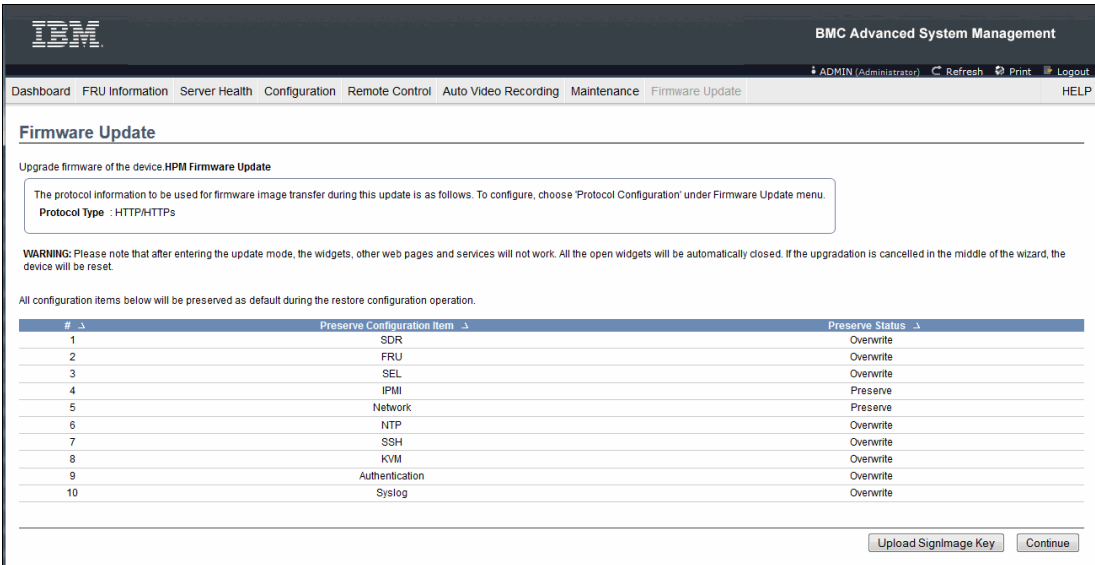 IBM.
BMC Advanced System Management
ADMIN (Administrator) Refresh Print Logout
Dashboard FRU Information Server Health Configuration Remote Control Auto Video Recording Maintenance Firmware Update HELP
Firmware Update
Upgrade firmware of the device.HPM Firmware Update
The protocol information to be used for firmware image transfer during this update is as follows. To configure, choose 'Protocol Configuration' under Firmware Update menu.
Protocol Type : HTTP/HTTPs
WARNING: Please note that after entering the update mode, the widgets, other web pages and services will not work. All the open widgets will be automatically closed. If the upgradation is cancelled in the middle of the wizard, the
device will be reset.
All configuration items below will be preserved as default during the restore configuration operation.
# Preserve Configuration Item Preserve Status
1 SDR Overwrite
2 FRU Overwrite
3 SEL Overwrite
4 IPMI Preserve
5 Network Preserve
6 NTP Overwrite
7 SSH Overwrite
8 KVM Overwrite
9 Authentication Overwrite
10 Syslog Overwrite
Upload SignImage Key Continue